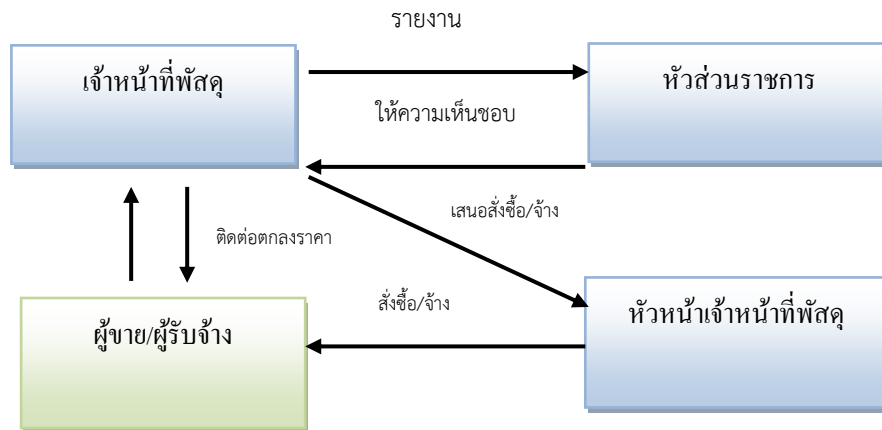 รายงาน
เจ้าหน้าที่พัสดุ
หัวส่วนราชการ
ให้ความเห็นชอบ
เสนอสั่งซื้อ/จ้าง
ติดต่อตกลงราคา
สั่งซื้อ/จ้าง
ผู้ขาย/ผู้รับจ้าง
หัวหน้าเจ้าหน้าที่พัสดุ